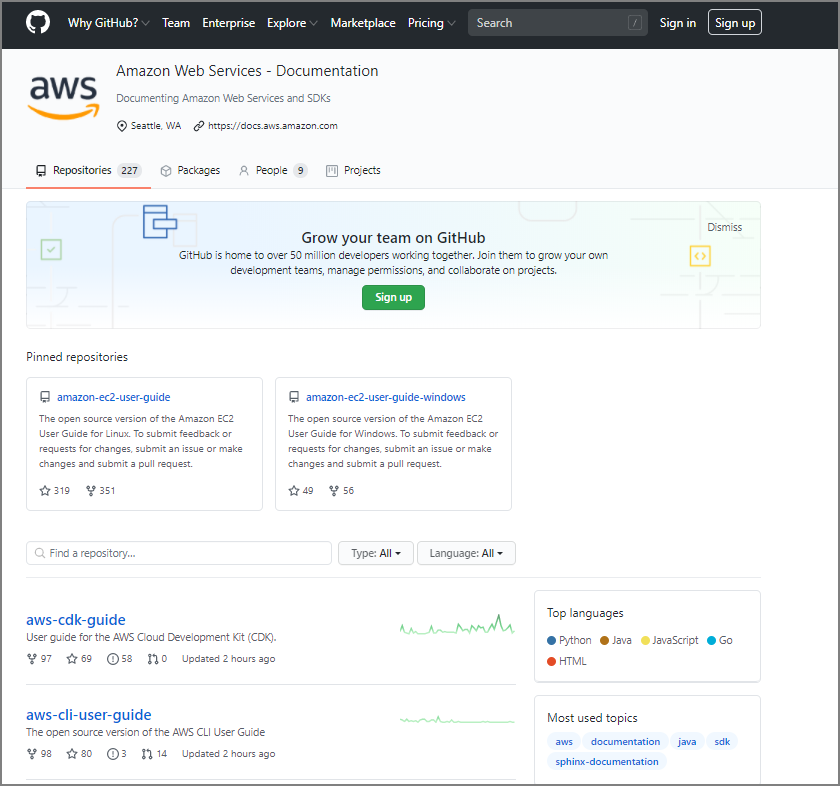 Why GitHub? Team Enterprise Explore Marketplace Pricing Search / Sign in Sign up
aws
Amazon Web Services - Documentation
Documenting Amazon Web Services and SDKs
Seattle, WA https://docs.aws.amazon.com
Repositories 227 Packages People 9 Projects
Dismiss
Grow your team on GitHub
GitHub is home to over 50 million developers working together. Join them to grow your own
development teams, manage permissions, and collaborate on projects.
Sign up
Pinned repositories
amazon-ec2-user-guide
The open source version of the Amazon EC2
User Guide for Linux. To submit feedback or
requests for changes, submit an issue or make
changes and submit a pull request.
319 351
amazon-ec2-user-guide-windows
The open source version of the Amazon EC2
User Guide for Windows. To submit feedback or
requests for changes, submit an issue or make
changes and submit a pull request.
49 56
Find a repository... Type: All Language: All
aws-cdk-guide
User guide for the AWS Cloud Development Kit (CDK).
97 69 58 0 Updated 2 hours ago
aws-cli-user-guide
The open source version of the AWS CLI User Guide
98 80 3 14 Updated 2 hours ago
Top languages
Python Java JavaScript Go
HTML
Most used topics
aws documentation java sdk
sphinx-documentation